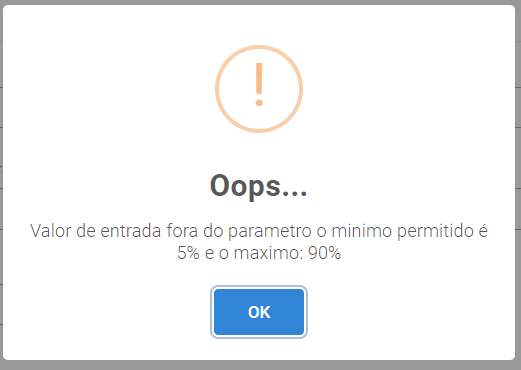 !
Oops...
Valor de entrada fora do parametro o minimo permitido é
5% e o maximo: 90%
OK